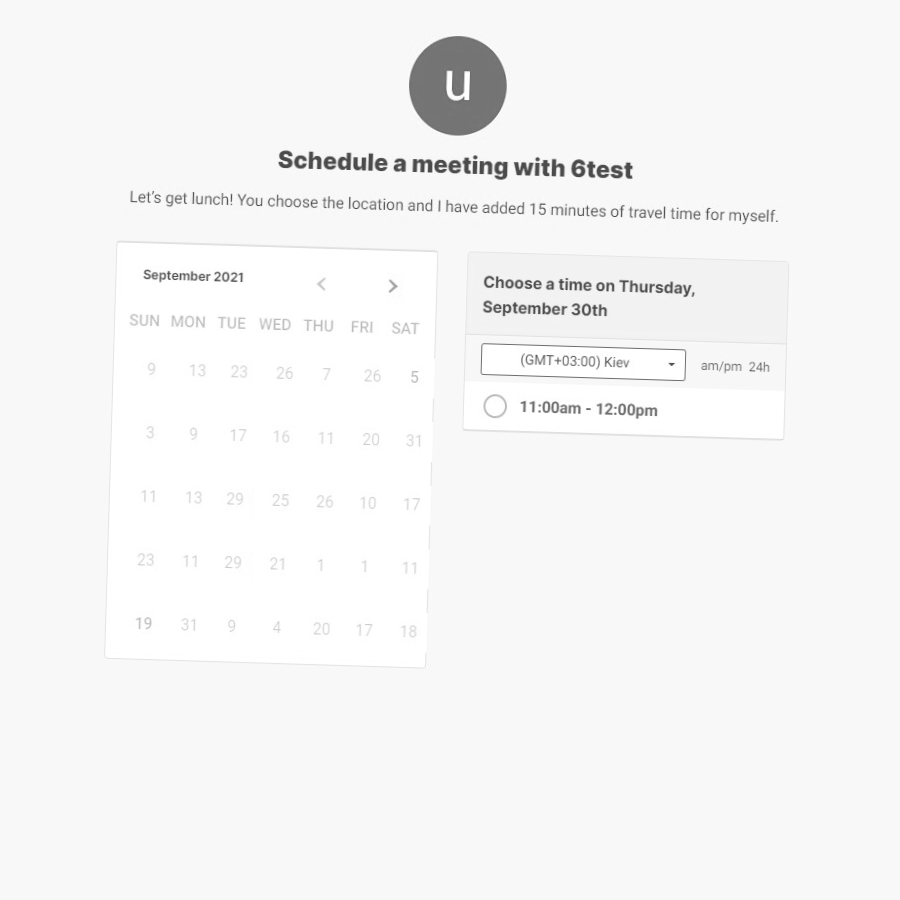 u
Schedule a meeting with 6test
Let's get lunch! You choose the location and I have added 15 minutes of travel time for myself.
September 2021
SUN MON TUE WED THU FRI SAT
9 13 23 26 7 26 5
3 9 17 16 11 20 31
11 13 29 25 26 10 17
23 11 29 21 1 1 11
19 31 9 4 20 17 18
Choose a time on Thursday,
September 30th
(GMT+03:00) Kiev am/pm 24h
11:00am - 12:00pm